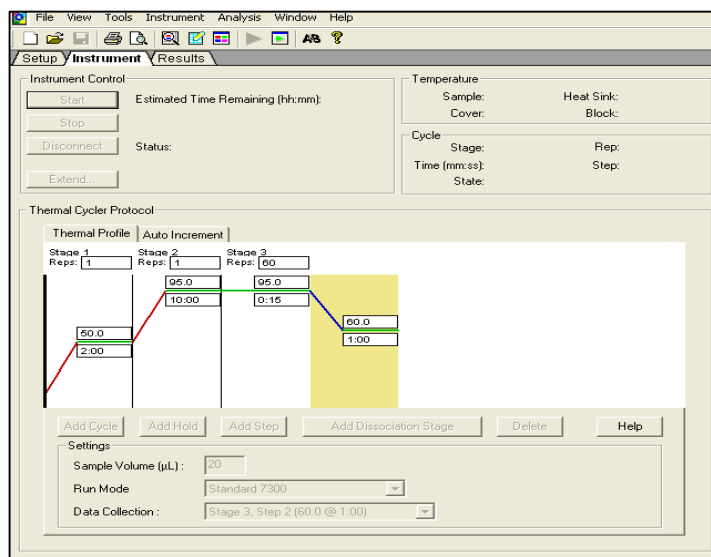 File View Tools Instrument Analysis Window Help
Setup Instrument Results
Instrument Control
Start Estimated Time Remaining (hh:mm):
Stop
Disconnect Status:
Extend...
Temperature
Sample: Heat Sink:
Cover: Block:
Cycle
Stage: Rep:
Time (mm:ss): Step:
State:
Thermal Cycler Protocol
Thermal Profile Auto Increment
Stage 1 Stage 2 Stage 3
Reps: 1 Reps: 1 Reps: 60
95.0 95.0
10:00 0:15
60.0
50.0 1:00
2:00
Add Cycle Add Hold Add Step Add Dissociation Stage Delete Help
Settings
Sample Volume (µL) : 20
Run Mode Standard 7300
Data Collection : Stage 3, Step 2 (60.0 @ 1:00)